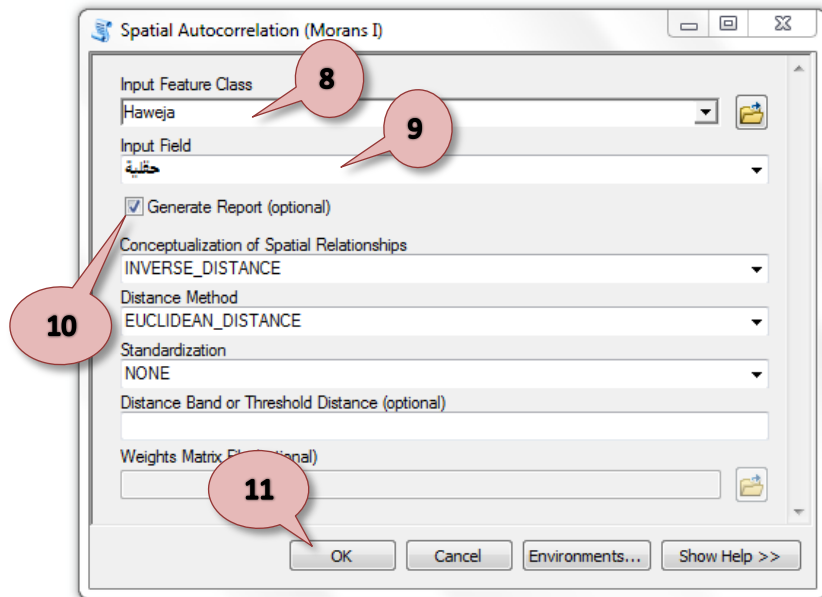 Spatial Autocorrelation (Morans I)
8
Input Feature Class
Haweja
9
Input Field
حقلية
Generate Report (optional)
Conceptualization of Spatial Relationships
INVERSE_DISTANCE
10
Distance Method
EUCLIDEAN_DISTANCE
Standardization
NONE
Distance Band or Threshold Distance (optional)
Weights Matrix
11
OK Cancel Environments... Show Help >>